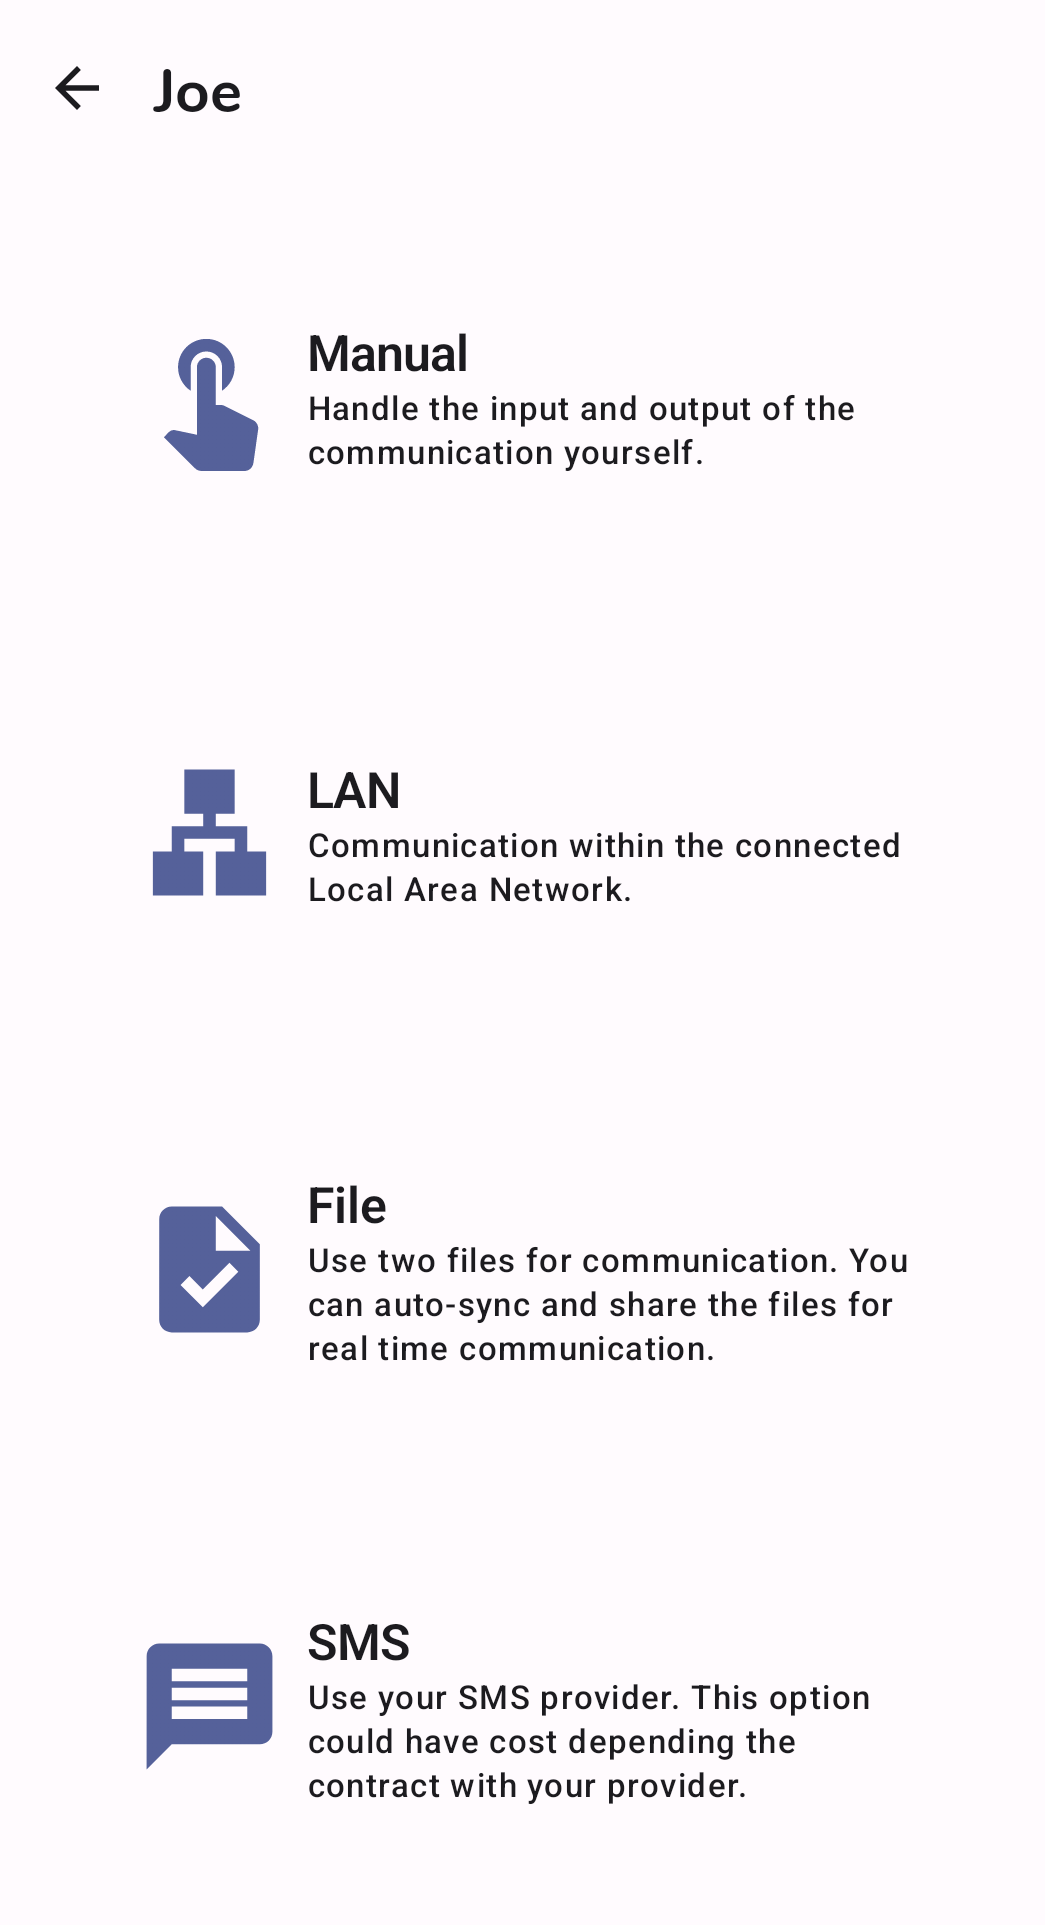 Joe
Manual
Handle the input and output of the
communication yourself.
LAN
Communication within the connected
Local Area Network.
File
Use two files for communication. You
can auto-sync and share the files for
real time communication.
SMS
Use your SMS provider. This option
could have cost depending the
contract with your provider.